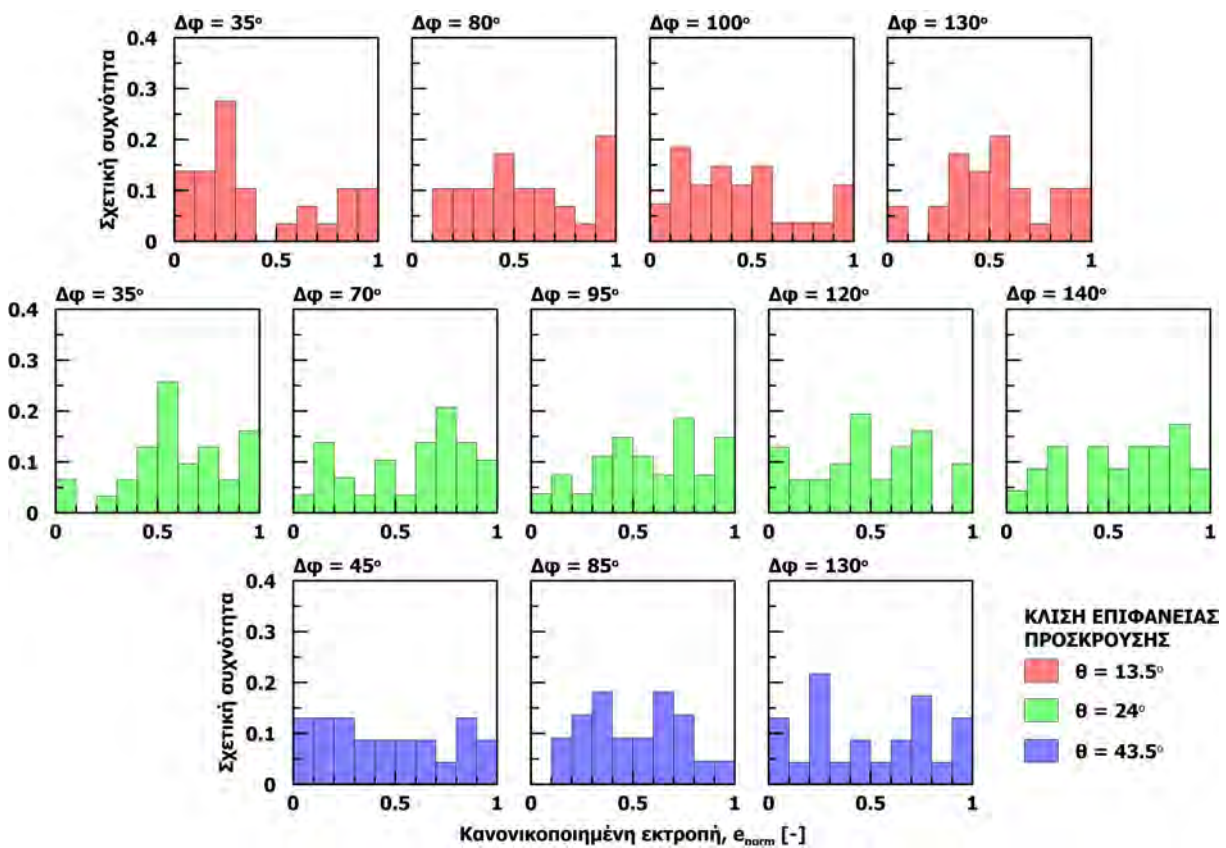 Δφ = 35° Δφ = 80° Δφ = 100° Δφ = 130°
Σχετική συχνότητα
0.4
0.3
0.2
0.1
0
0 0.5 1 0 0.5 1 0 0.5 1 0 0.5 1
Δφ = 35° Δφ = 70° Δφ = 95° Δφ = 120° Δφ = 140°
0.4
0.3
0.2
0.1
0
0 0.5 1 0 0.5 1 0 0.5 1 0 0.5 1 0 0.5 1
Δφ = 45° Δφ = 85° Δφ = 130°
Σχετική συχνότητα
0.4
0.3
0.2
0.1
0
0 0.5 1 0 0.5 1 0 0.5 1
Κανονικοποιημένη εκτροπή, e_norm [-]
ΚΛΙΣΗ ΕΠΙΦΑΝΕΙΑΣ
ΠΡΟΣΚΡΟΥΣΗΣ
θ = 13.5°
θ = 24°
θ = 43.5°